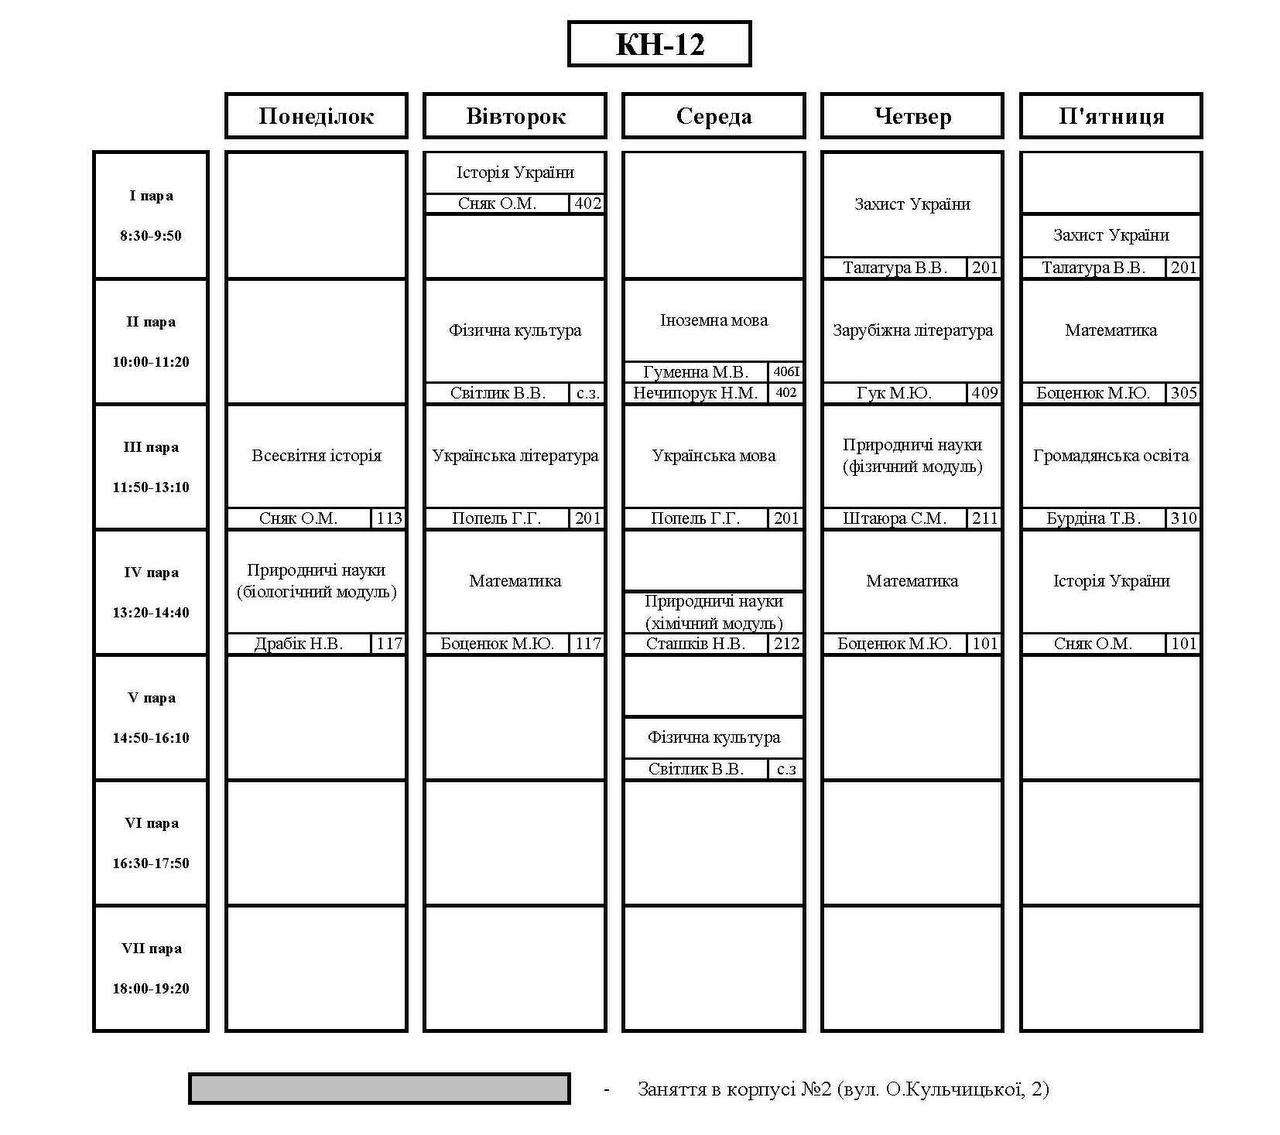 КН-12
Понеділок Вівторок Середа Четвер П'ятниця
І пара
8:30-9:50
Історія України
Сняк О.М. 402
Захист України
Талатура В.В. 201
Захист України
Талатура В.В. 201
ІІ пара
10:00-11:20
Фізична культура
Світлик В.В. с.з.
Іноземна мова
Гуменна М.В. 406І
Нечипорук Н.М. 402
Зарубіжна література
Гук М.Ю. 409
Математика
Боценюк М.Ю. 305
ІІІ пара
11:50-13:10
Всесвітня історія
Сняк О.М. 113
Українська література
Попель Г.Г. 201
Українська мова
Попель Г.Г. 201
Природничі науки
(фізичний модуль)
Штаюра С.М. 211
Громадянська освіта
Бурдіна Т.В. 310
IV пара
13:20-14:40
Природничі науки
(біологічний модуль)
Драбік Н.В. 117
Математика
Боценюк М.Ю. 117
Природничі науки
(хімічний модуль)
Сташків Н.В. 212
Математика
Боценюк М.Ю. 101
Історія України
Сняк О.М. 101
V пара
14:50-16:10
Фізична культура
Світлик В.В. с.з
VI пара
16:30-17:50
VII пара
18:00-19:20
- Заняття в корпусі №2 (вул. О.Кульчицької, 2)